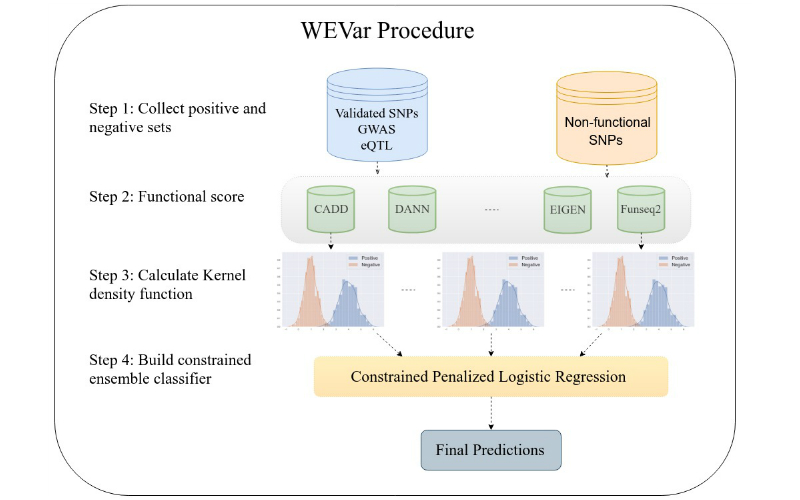 WEVar Procedure
Step 1: Collect positive and
negative sets
Validated SNPs
GWAS
eQTL
Non-functional
SNPs
Step 2: Functional score
CADD
DANN
EIGEN
Funseq2
Step 3: Calculate Kernel
density function
Positive
Negative
Positive
Negative
Positive
Negative
Step 4: Build constrained
ensemble classifier
Constrained Penalized Logistic Regression
Final Predictions